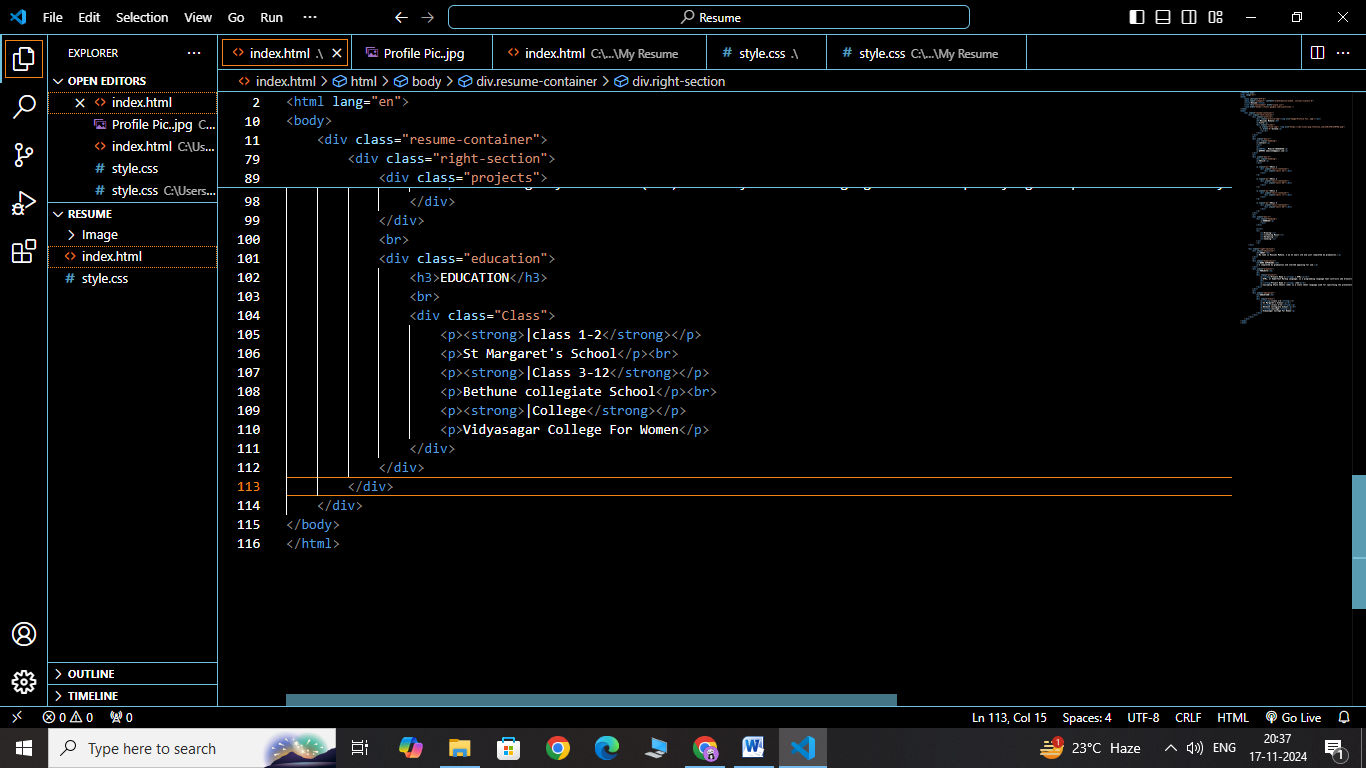 File Edit Selection View Go Run ··· Resume
EXPLORER ···
OPEN EDITORS
index.html
Profile Pic..jpg C...
index.html C:\Us...
style.css
style.css C:\Users...
RESUME
Image
index.html
style.css
OUTLINE
TIMELINE
index.html .\ Profile Pic..jpg index.html C:\...\My Resume style.css .\ style.css C:\...\My Resume
index.html > html > body > div.resume-container > div.right-section
2 <html lang="en">
10 <body>
11 <div class="resume-container">
79 <div class="right-section">
89 <div class="projects">
98 </div>
99 </div>
100 <br>
101 <div class="education">
102 <h3>EDUCATION</h3>
103 <br>
104 <div class="Class">
105 <p><strong>|class 1-2</strong></p>
106 <p>St Margaret's School</p><br>
107 <p><strong>|Class 3-12</strong></p>
108 <p>Bethune collegiate School</p><br>
109 <p><strong>|College</strong></p>
110 <p>Vidyasagar College For Women</p>
111 </div>
112 </div>
113 </div>
114 </div>
115 </body>
116 </html>
0 0 0 Ln 113, Col 15 Spaces: 4 UTF-8 CRLF HTML Go Live
Type here to search 1 23°C Haze ENG 20:37
17-11-2024 1